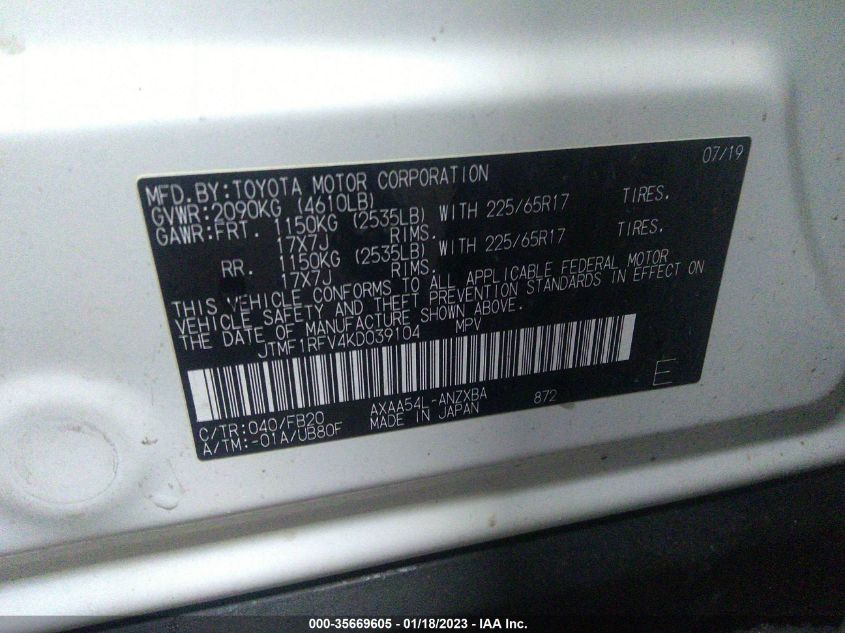 07/19
MFD.BY:TOYOTA MOTOR CORPORATION
GVWR:2090KG (4610LB)
GAWR:FRT. 1150KG (2535LB) WITH 225/65R17 TIRES.
17X7J RIMS.
RR. 1150KG (2535LB) WITH 225/65R17 TIRES.
17X7J RIMS.
THIS VEHICLE CONFORMS TO ALL APPLICABLE FEDERAL MOTOR
VEHICLE SAFETY AND THEFT PREVENTION STANDARDS IN EFFECT ON
THE DATE OF MANUFACTURE SHOWN ABOVE.
JTMF1RFV4KD039104 MPV
E
C/TR:040/FB20 AXAA54L-ANZXBA 872
A/TM:-01A/UB80F MADE IN JAPAN
000-35669605 - 01/18/2023 - IAA Inc.